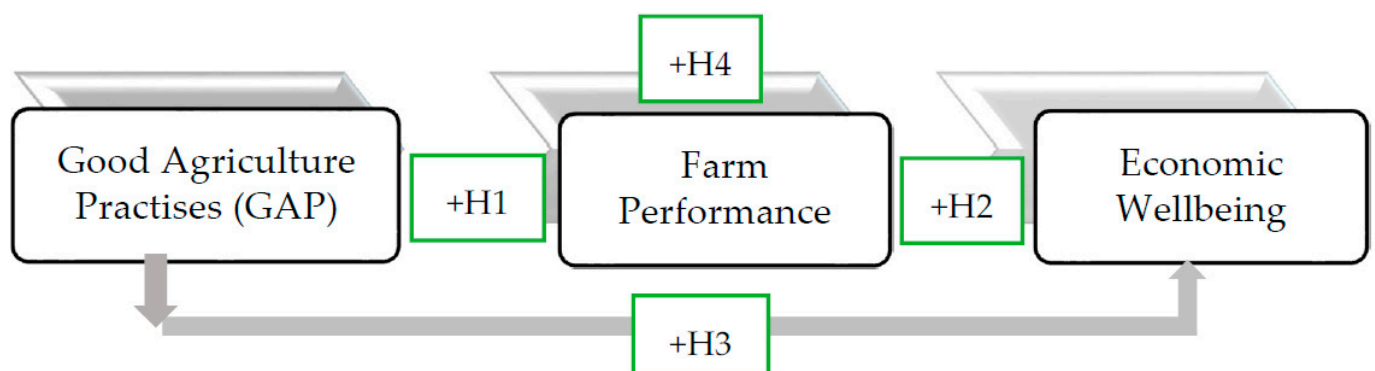 +H4
Good Agriculture
Practises (GAP)
+H1
Farm
Performance
+H2
Economic
Wellbeing
+H3